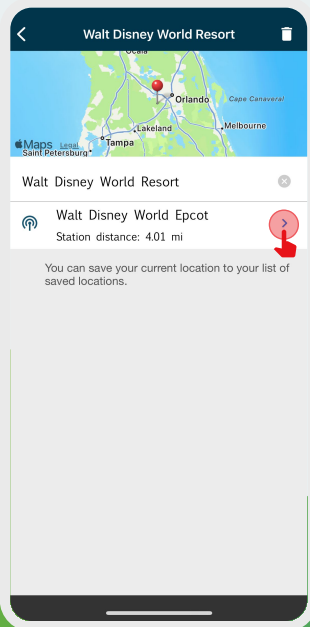 Walt Disney World Resort
Ocala
Orlando
Cape Canaveral
Lakeland
Melbourne
Maps Legal
Tampa
Saint Petersburg
Walt Disney World Resort
Walt Disney World Epcot
Station distance: 4.01 mi
You can save your current location to your list of
saved locations.